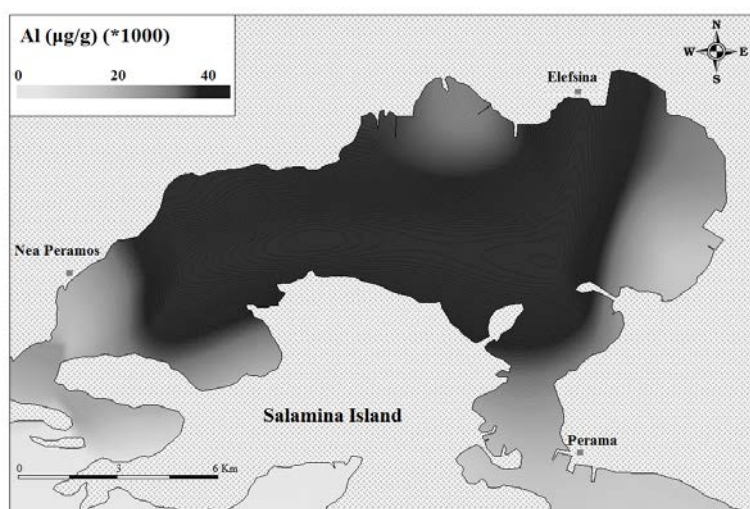 Al (μg/g) (*1000)
0 20 40
N
W E
S
Elefsina
Nea Peramos
Salamina Island
Perama
0 3 6 Km